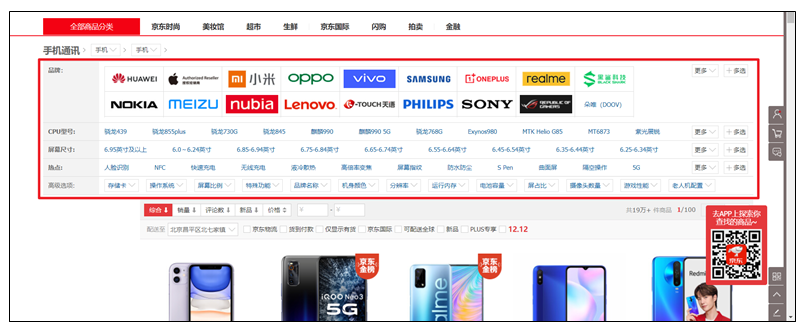 全部商品分类 京东时尚 美妆馆 超市 生鲜 京东国际 闪购 拍卖 金融
手机通讯 手机 手机
品牌: HUAWEI Authorized Reseller 小米 OPPO vivo SAMSUNG ONEPLUS realme 黑鲨科技 BLACK SHARK 更多 多选
NOKIA MEIZU nubia Lenovo K-TOUCH天语 PHILIPS SONY REPUBLIC OF GAMERS 朵唯（DOOV）
CPU型号: 骁龙439 骁龙855plus 骁龙730G 骁龙845 麒麟990 麒麟990 5G 骁龙768G Exynos980 MTK Helio G85 MT6873 紫光展锐 更多 多选
屏幕尺寸: 6.95英寸及以上 6.0～6.24英寸 6.85-6.94英寸 6.75-6.84英寸 6.65-6.74英寸 6.55-6.64英寸 6.45-6.54英寸 6.35-6.44英寸 6.25-6.34英寸 更多 多选
热点: 人脸识别 NFC 快速充电 无线充电 液冷散热 高倍率变焦 屏幕指纹 防水防尘 S Pen 曲面屏 隔空操作 5G 更多 多选
高级选项: 存储卡 操作系统 屏幕比例 特殊功能 品牌名称 机身颜色 分辨率 运行内存 电池容量 屏占比 摄像头数量 游戏性能 老人机配置
综合 销量 评论数 新品 价格 ¥ - ¥ 共19万+ 件商品 1/100
配送至 北京昌平区北七家镇 京东物流 货到付款 仅显示有货 京东国际 可配送全球 新品 PLUS专享 12.12
去APP上搜索你
查找的商品~
京东
京东
金榜
京东
金榜
iQOO Neo3
5G
realme
Redmi